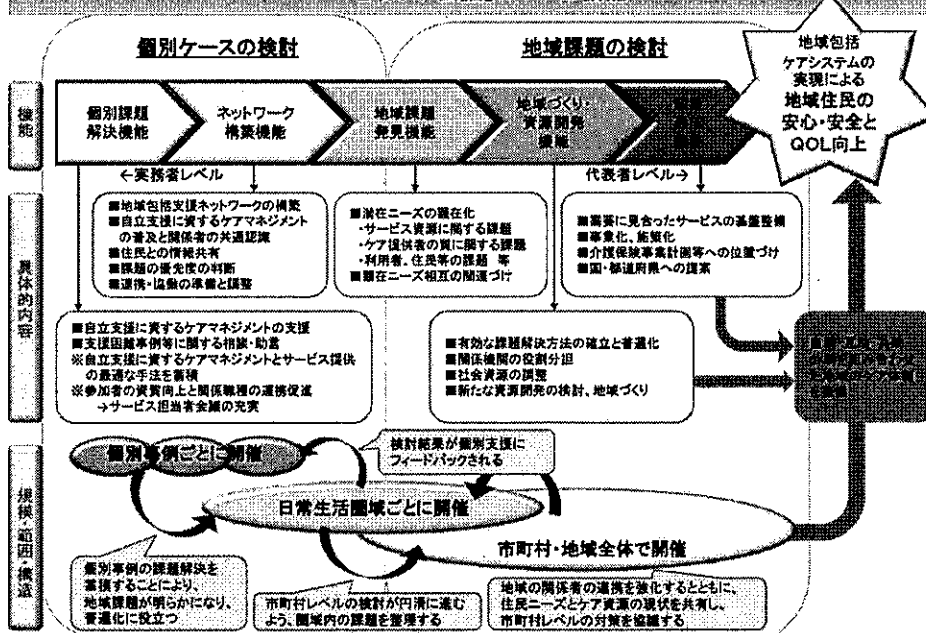 個別ケースの検討
地域課題の検討
地域包括
ケアシステムの
実現による
地域住民の
安心・安全と
QOL向上
機能
個別課題
解決機能
ネットワーク
構築機能
地域課題
発見機能
地域づくり・
資源開発
機能
←実務者レベル
代表者レベル→
具体的内容
■地域包括支援ネットワークの構築
■自立支援に資するケアマネジメント
の普及と関係者の共通認識
■住民との情報共有
■課題の優先度の判断
■連携・協働の準備と調整
■潜在ニーズの顕在化
・サービス資源に関する課題
・ケア提供者の質に関する課題
・利用者、住民等の課題 等
■顕在ニーズ相互の関連づけ
■需要に見合ったサービスの基盤整備
■事業化、施策化
■介護保険事業計画等への位置づけ
■国・都道府県への提案
■自立支援に資するケアマネジメントの支援
■支援困難事例等に関する相談・助言
※自立支援に資するケアマネジメントとサービス提供
の最適な手法を蓄積
※参加者の資質向上と関係職種の連携促進
→サービス担当者会議の充実
■有効な課題解決方法の確立と普遍化
■関係機関の役割分担
■社会資源の調整
■新たな資源開発の検討、地域づくり
規模・範囲・構造
個別事例ごとに開催
検討結果が個別支援に
フィードバックされる
日常生活圏域ごとに開催
市町村・地域全体で開催
個別事例の課題解決を
蓄積することにより、
地域課題が明らかになり、
普遍化に役立つ
市町村レベルの検討が円滑に進む
よう、圏域内の課題を整理する
地域の関係者の連携を強化するとともに、
住民ニーズとケア資源の現状を共有し、
市町村レベルの対策を協議する